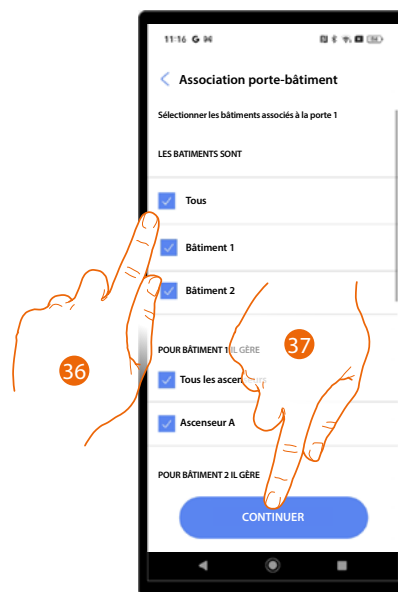 11:16
Association porte-bâtiment
Sélectionner les bâtiments associés à la porte 1
LES BATIMENTS SONT
Tous
Bâtiment 1
Bâtiment 2
POUR BÂTIMENT 1 IL GÈRE
Tous les
Ascenseur A
POUR BÂTIMENT 2 IL GÈRE
CONTINUER
36
37